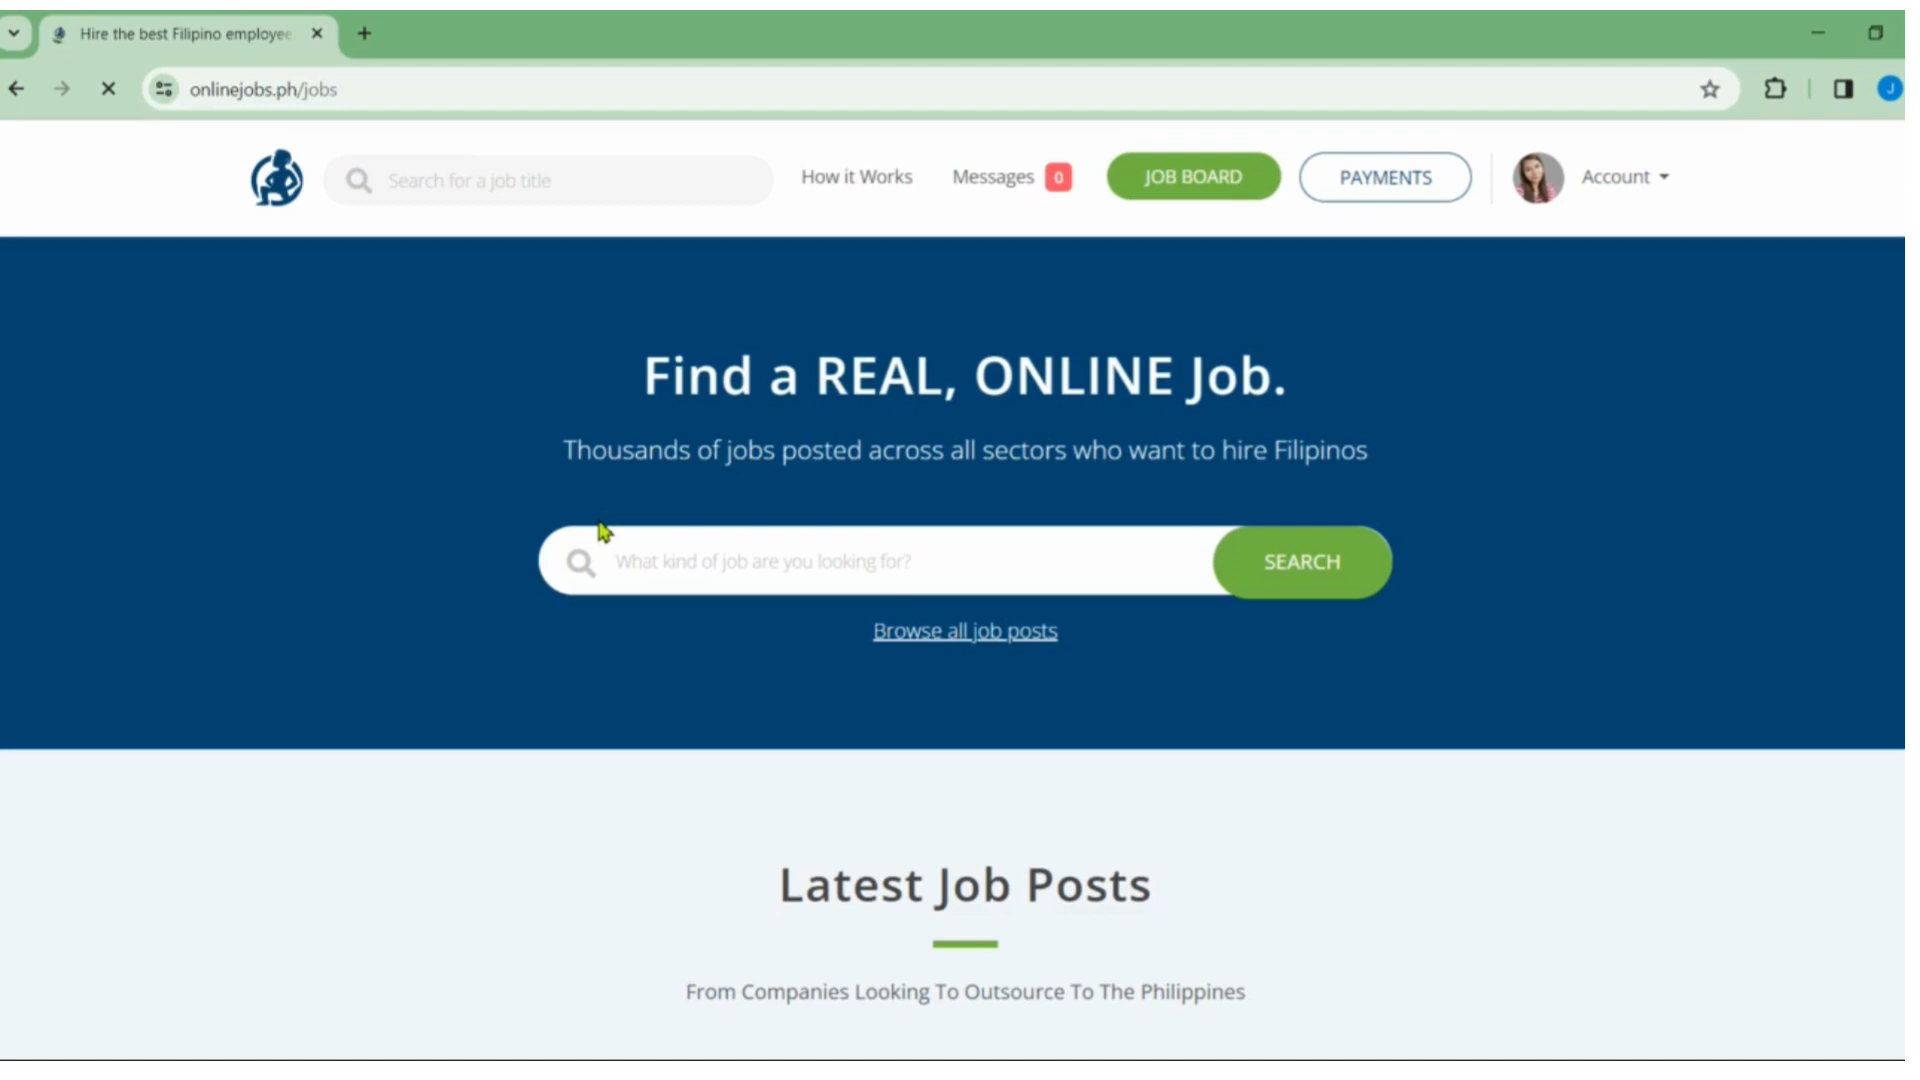 Hire the best Filipino employee
onlinejobs.ph/jobs
J
Search for a job title
How it Works
Messages 0
JOB BOARD
PAYMENTS
Account
Find a REAL, ONLINE Job.
Thousands of jobs posted across all sectors who want to hire Filipinos
What kind of job are you looking for?
SEARCH
Browse all job posts
Latest Job Posts
From Companies Looking To Outsource To The Philippines